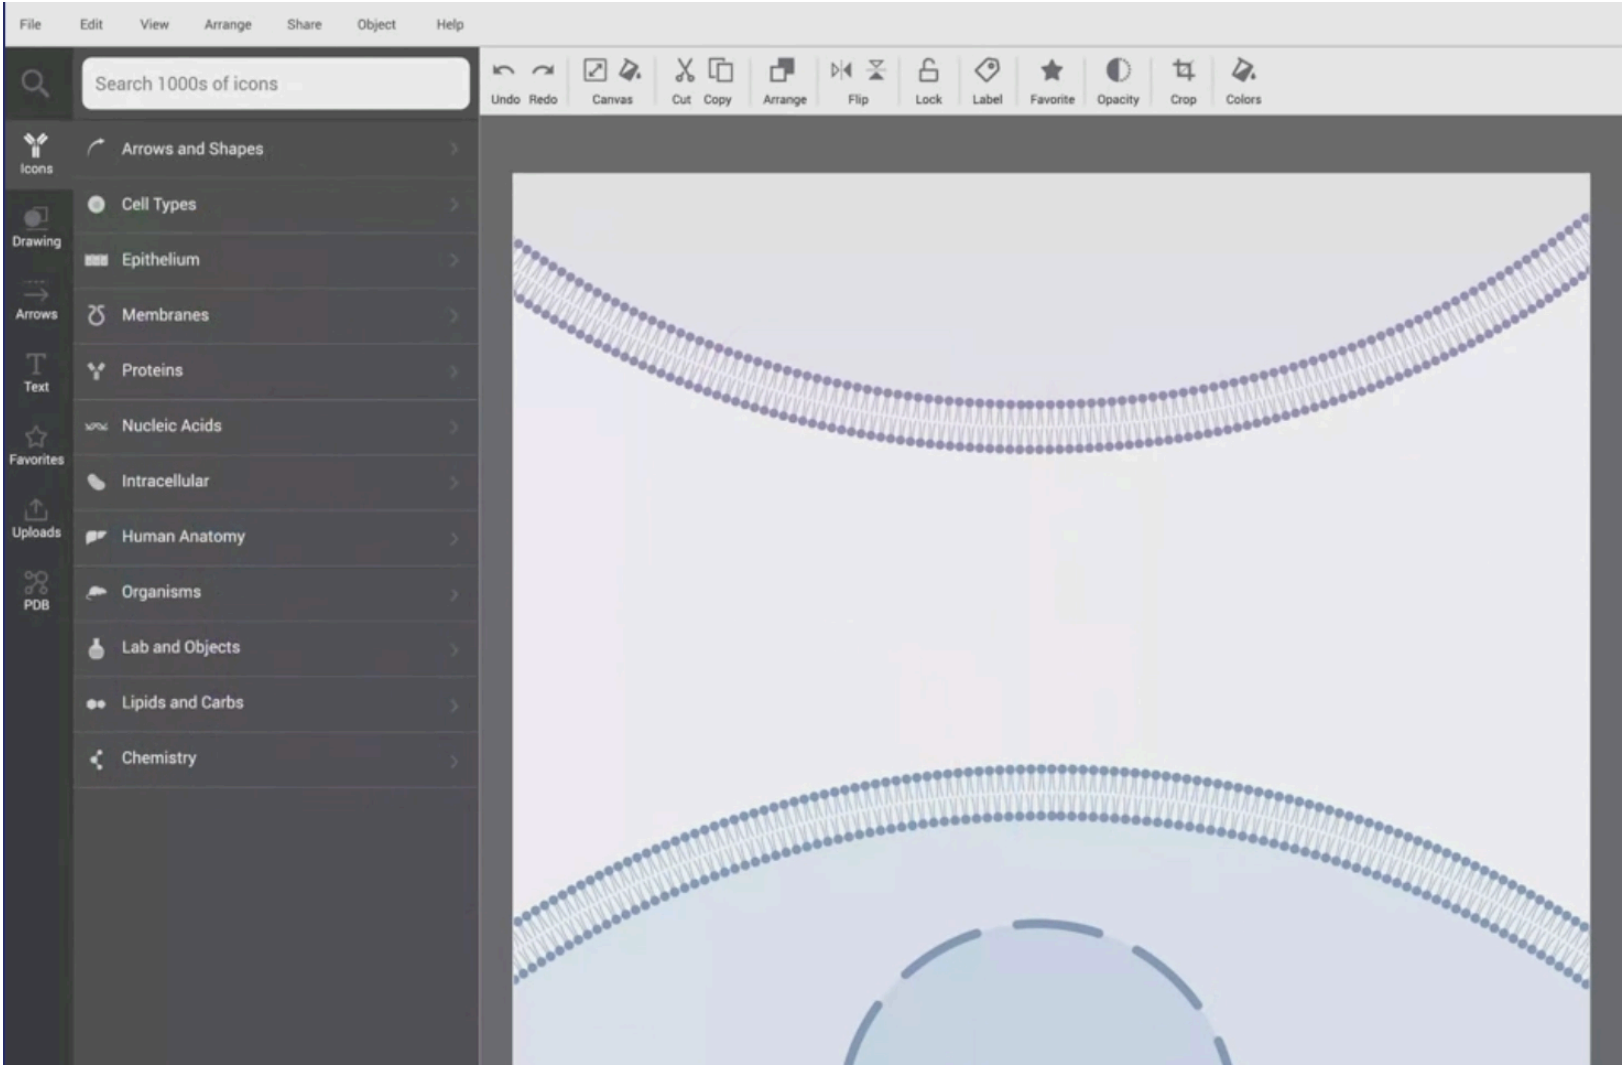 File Edit View Arrange Share Object Help
Search 1000s of icons
Undo Redo Canvas Cut Copy Arrange Flip Lock Label Favorite Opacity Crop Colors
Icons
Drawing
Arrows
Text
Favorites
Uploads
PDB
Arrows and Shapes
Cell Types
Epithelium
Membranes
Proteins
Nucleic Acids
Intracellular
Human Anatomy
Organisms
Lab and Objects
Lipids and Carbs
Chemistry